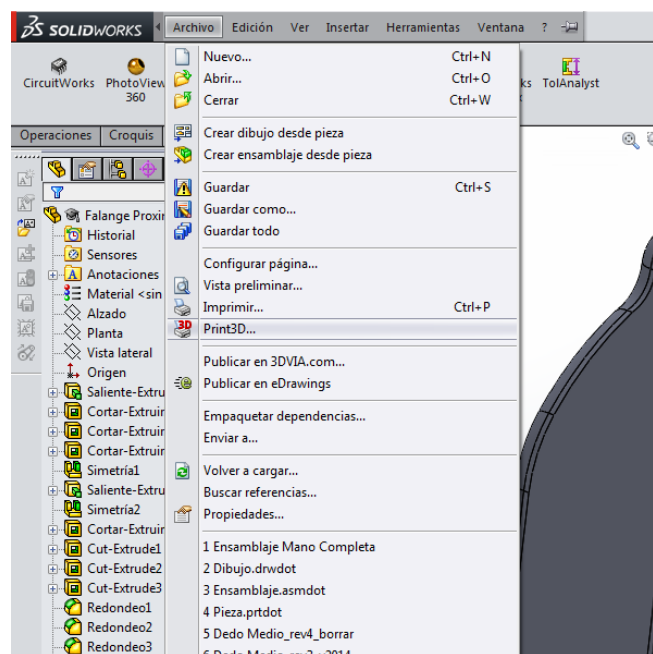 SOLIDWORKS
Archivo Edición Ver Insertar Herramientas Ventana ?
CircuitWorks PhotoView 360 TolAnalyst
Operaciones Croquis
Nuevo... Ctrl+N
Abrir... Ctrl+O
Cerrar Ctrl+W
Crear dibujo desde pieza
Crear ensamblaje desde pieza
Guardar Ctrl+S
Guardar como...
Guardar todo
Configurar página...
Vista preliminar...
Imprimir... Ctrl+P
Print3D...
Publicar en 3DVIA.com...
Publicar en eDrawings
Empaquetar dependencias...
Enviar a...
Volver a cargar...
Buscar referencias...
Propiedades...
1 Ensamblaje Mano Completa
2 Dibujo.drwdot
3 Ensamblaje.asmdot
4 Pieza.prtdot
5 Dedo Medio_rev4_borrar
Falange Proxi
Historial
Sensores
Anotaciones
Material <sin
Alzado
Planta
Vista lateral
Origen
Saliente-Extru
Cortar-Extruir
Cortar-Extruir
Cortar-Extruir
Simetría1
Saliente-Extru
Simetría2
Cortar-Extruir
Cut-Extrude1
Cut-Extrude2
Cut-Extrude3
Redondeo1
Redondeo2
Redondeo3